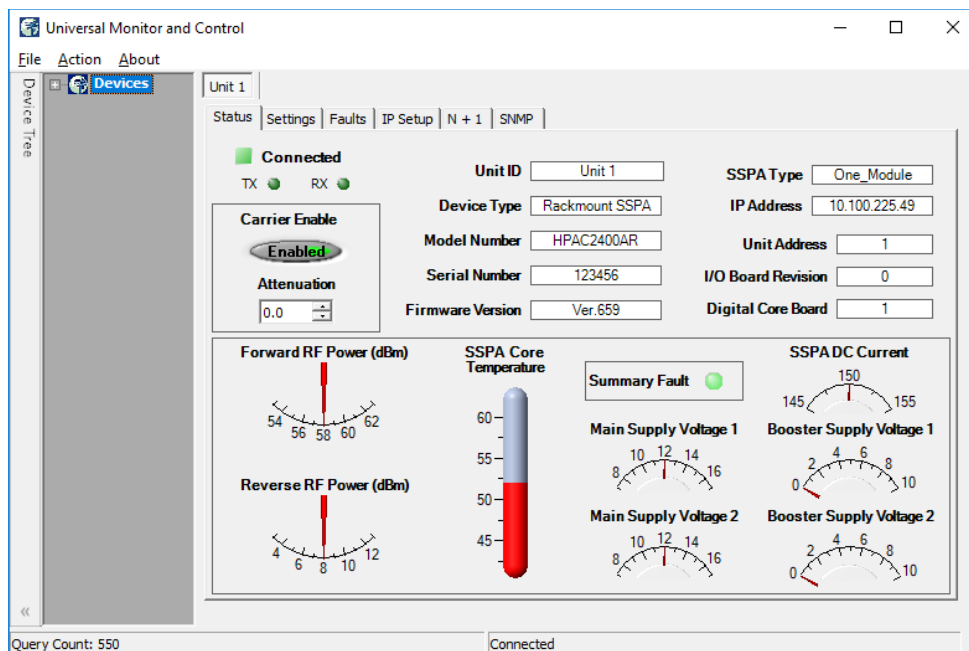 Universal Monitor and Control
File Action About
Device Tree
Devices
Unit 1
Status Settings Faults IP Setup N + 1 SNMP
Connected
TX RX
Carrier Enable
Enabled
Attenuation
0.0
Unit ID Unit 1
Device Type Rackmount SSPA
Model Number HPAC2400AR
Serial Number 123456
Firmware Version Ver.659
SSPA Type One_Module
IP Address 10.100.225.49
Unit Address 1
I/O Board Revision 0
Digital Core Board 1
Forward RF Power (dBm)
54 56 58 60 62
Reverse RF Power (dBm)
4 6 8 10 12
SSPA Core
Temperature
60
55
50
45
Summary Fault
Main Supply Voltage 1
8 10 12 14 16
Main Supply Voltage 2
8 10 12 14 16
SSPA DC Current
145 150 155
Booster Supply Voltage 1
0 2 4 6 8 10
Booster Supply Voltage 2
0 2 4 6 8 10
«
Query Count: 550 Connected